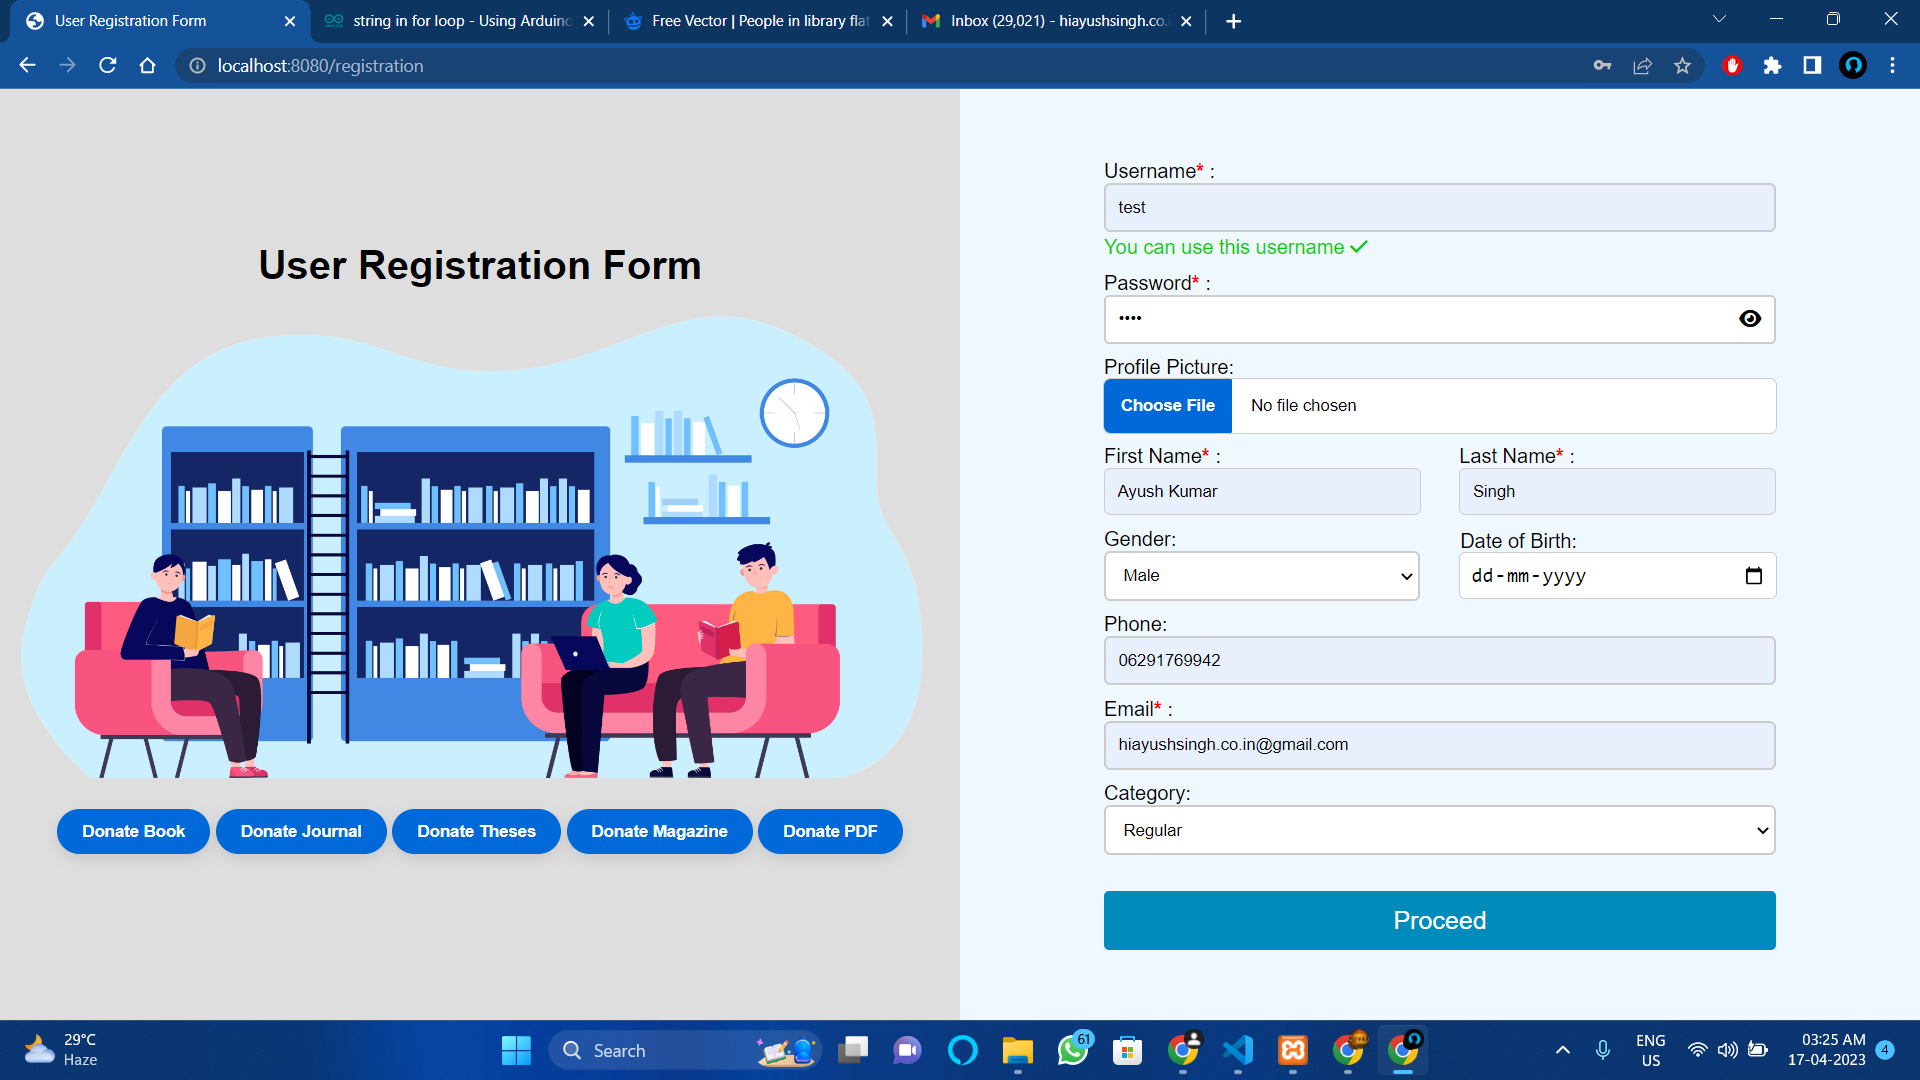 User Registration Form
string in for loop - Using Arduino
Free Vector | People in library flat
Inbox (29,021) - hiayushsingh.co.i
localhost:8080/registration
User Registration Form
Donate Book
Donate Journal
Donate Theses
Donate Magazine
Donate PDF
Username* :
test
You can use this username
Password* :
••••
Profile Picture:
Choose File
No file chosen
First Name* :
Last Name* :
Ayush Kumar
Singh
Gender:
Date of Birth:
Male
dd-mm-yyyy
Phone:
06291769942
Email* :
hiayushsingh.co.in@gmail.com
Category:
Regular
Proceed
29°C
Haze
Search
61
ENG
US
03:25 AM
17-04-2023
4